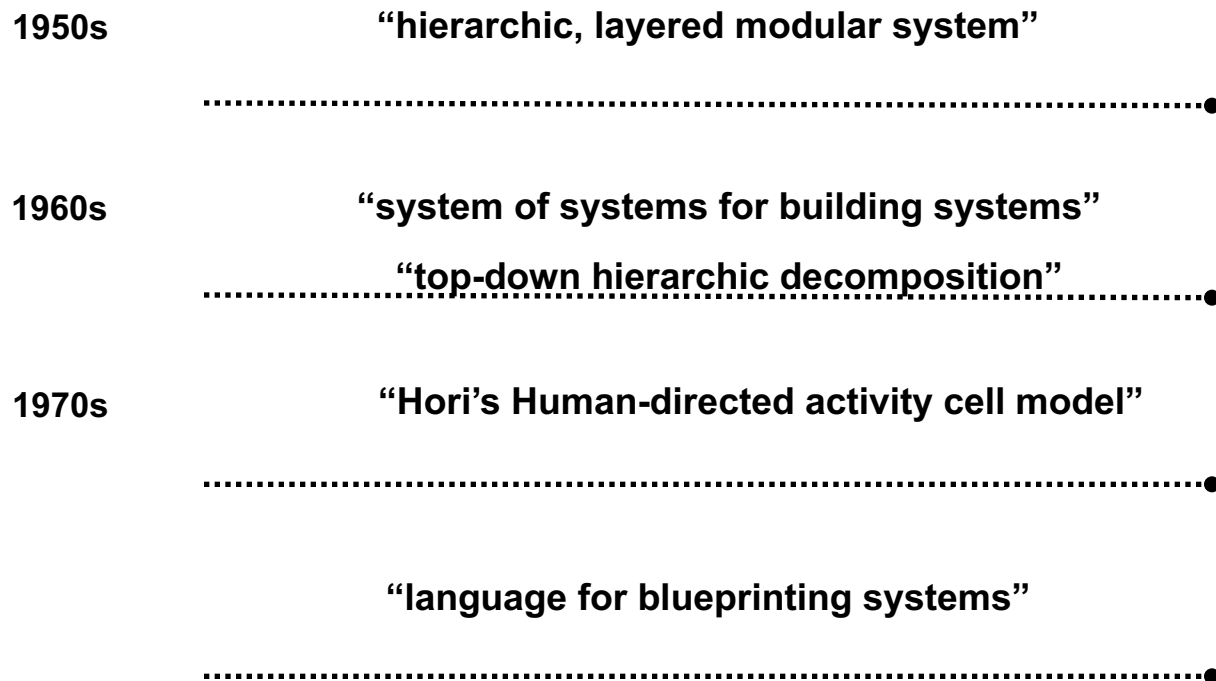 1950s “hierarchic, layered modular system”
1960s “system of systems for building systems”
“top-down hierarchic decomposition”
1970s “Hori’s Human-directed activity cell model”
“language for blueprinting systems”